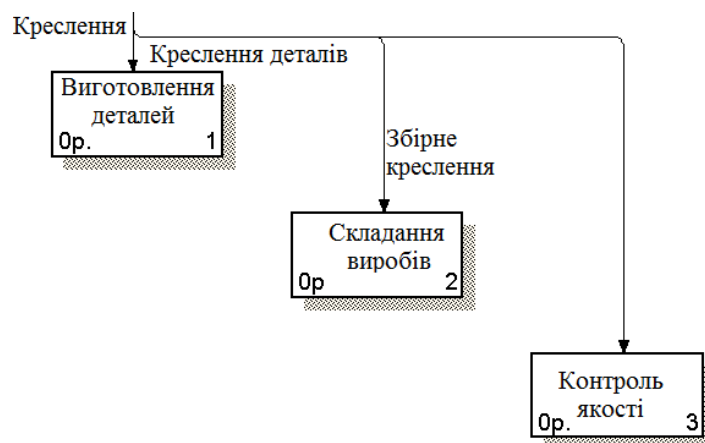 Креслення
Креслення деталів
Виготовлення
деталей
0р. 1
Збірне
креслення
Складання
виробів
0р 2
Контроль
якості
0р. 3